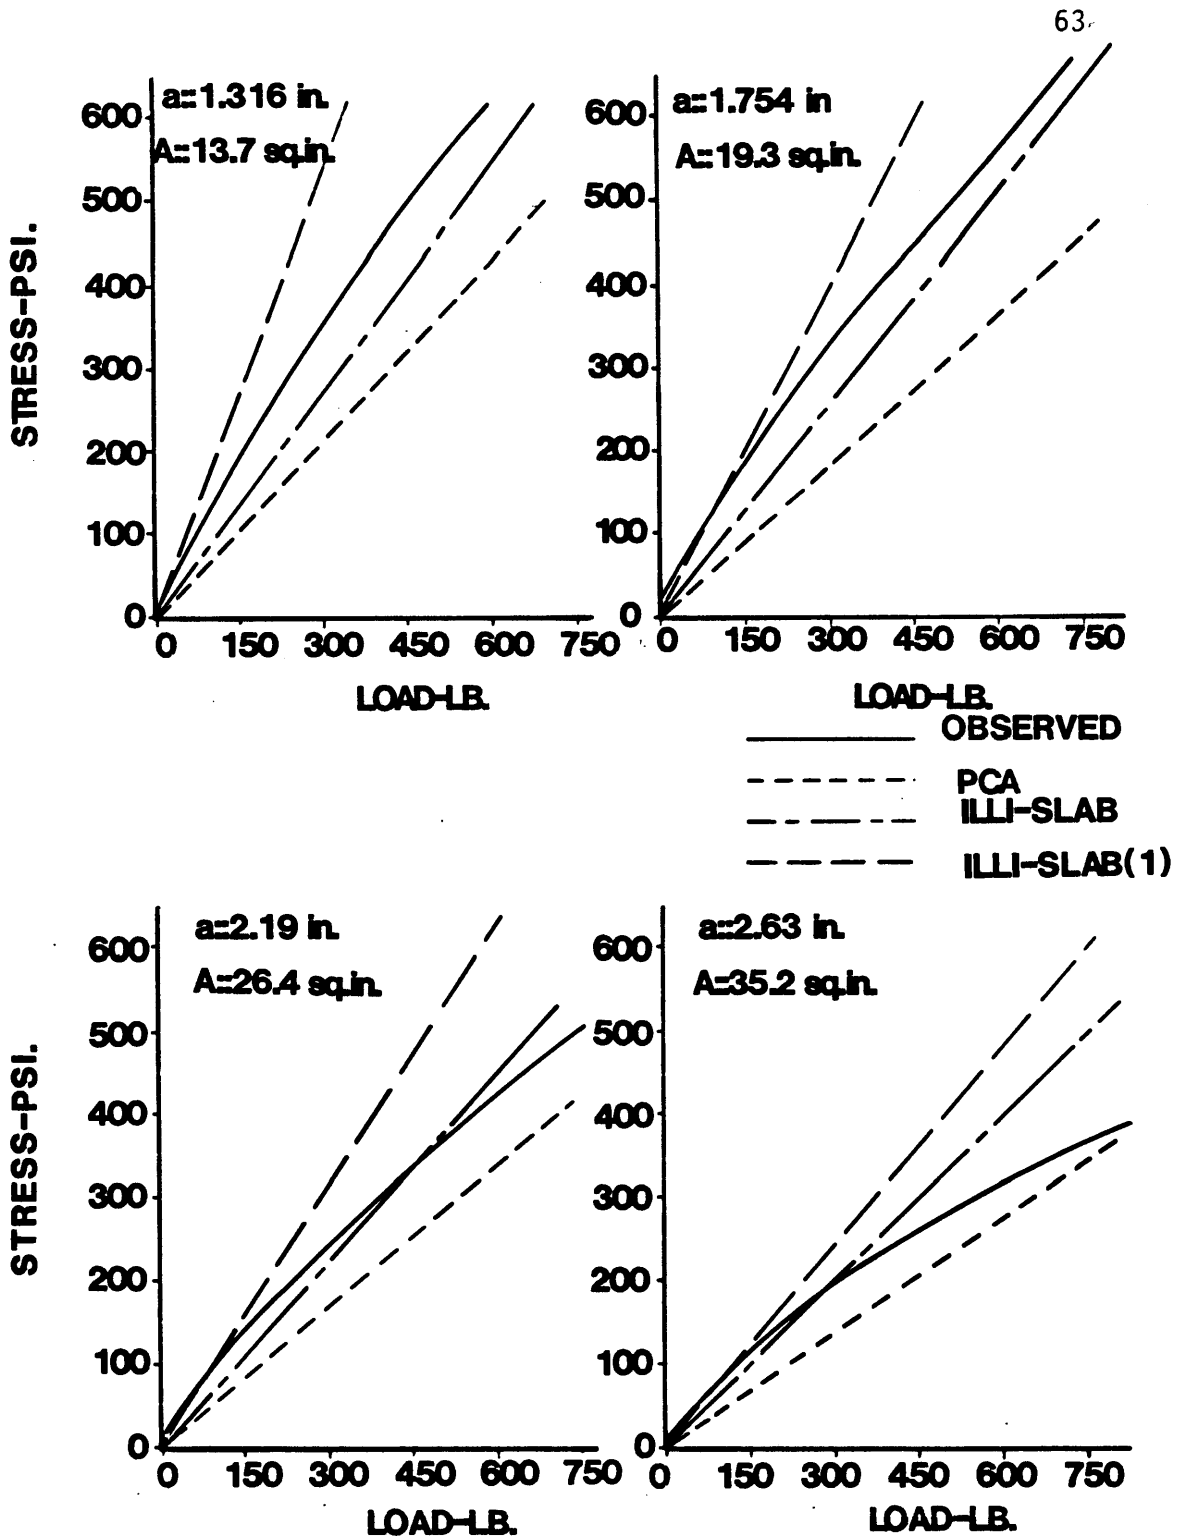 63
a=1.316 in.
A=13.7 sq.in.
600
500
400
300
200
100
0
0 150 300 450 600 750
STRESS-PSI.
LOAD-LB.
a=1.754 in
A=19.3 sq.in.
600
500
400
300
200
100
0
0 150 300 450 600 750
LOAD-LB.
OBSERVED
PCA
ILLI-SLAB
ILLI-SLAB(1)
a=2.19 in.
A=26.4 sq.in.
600
500
400
300
200
100
0
0 150 300 450 600 750
STRESS-PSI.
LOAD-LB.
a=2.63 in.
A=35.2 sq.in.
600
500
400
300
200
100
0
0 150 300 450 600 750
LOAD-LB.